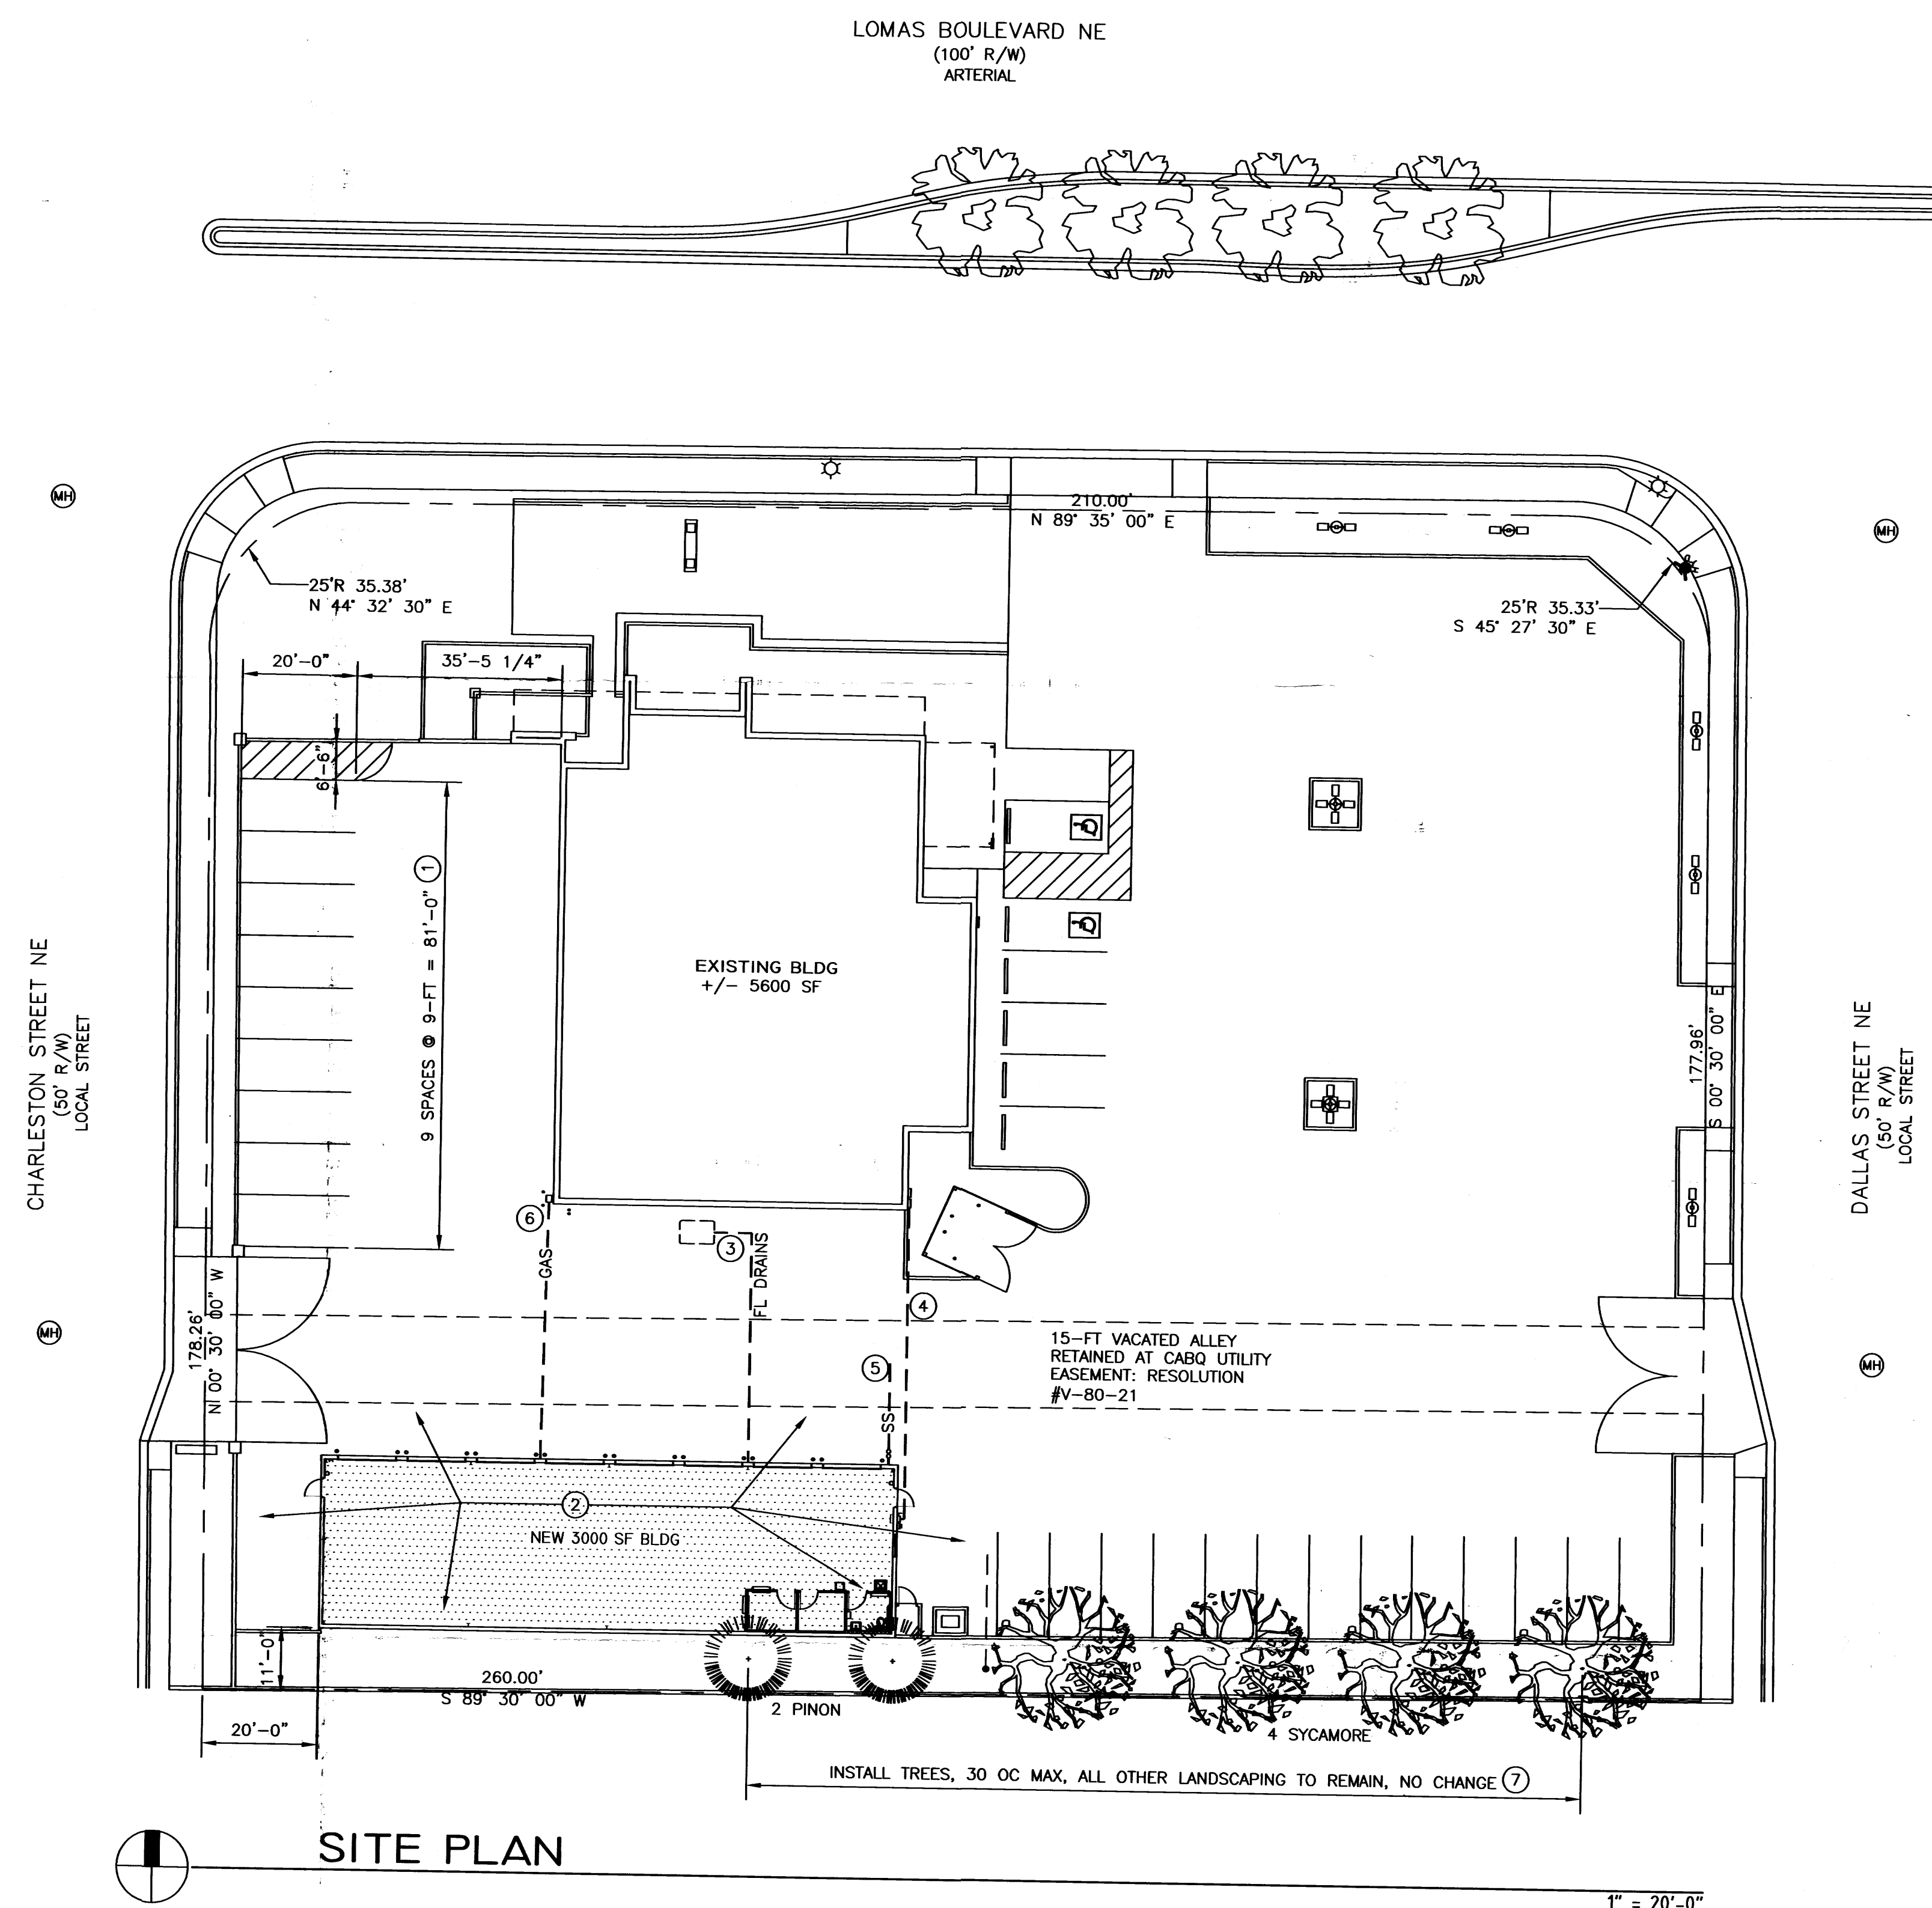 LOMAS BOULEVARD NE
(100' R/W)
ARTERIAL
MH
MH
210.00'
N 89° 35' 00" E
25'R 35.38'
N 44° 32' 30" E
25'R 35.33'
S 45° 27' 30" E
20'-0"
35'-5 1/4"
6'-6"
9 SPACES @ 9-FT = 81'-0" 1
EXISTING BLDG
+/- 5600 SF
CHARLESTON STREET NE
(50' R/W)
LOCAL STREET
177.96'
S 00° 30' 00" E
DALLAS STREET NE
(50' R/W)
LOCAL STREET
6
3
GAS
FL DRAINS
4
178.26'
N 00° 30' 00" W
MH
15-FT VACATED ALLEY
RETAINED AT CABQ UTILITY
EASEMENT: RESOLUTION
#V-80-21
MH
5
SS
2
NEW 3000 SF BLDG
11'-0"
260.00'
S 89° 30' 00" W
2 PINON
20'-0"
4 SYCAMORE
INSTALL TREES, 30 OC MAX, ALL OTHER LANDSCAPING TO REMAIN, NO CHANGE 7
SITE PLAN
1" = 20'-0"